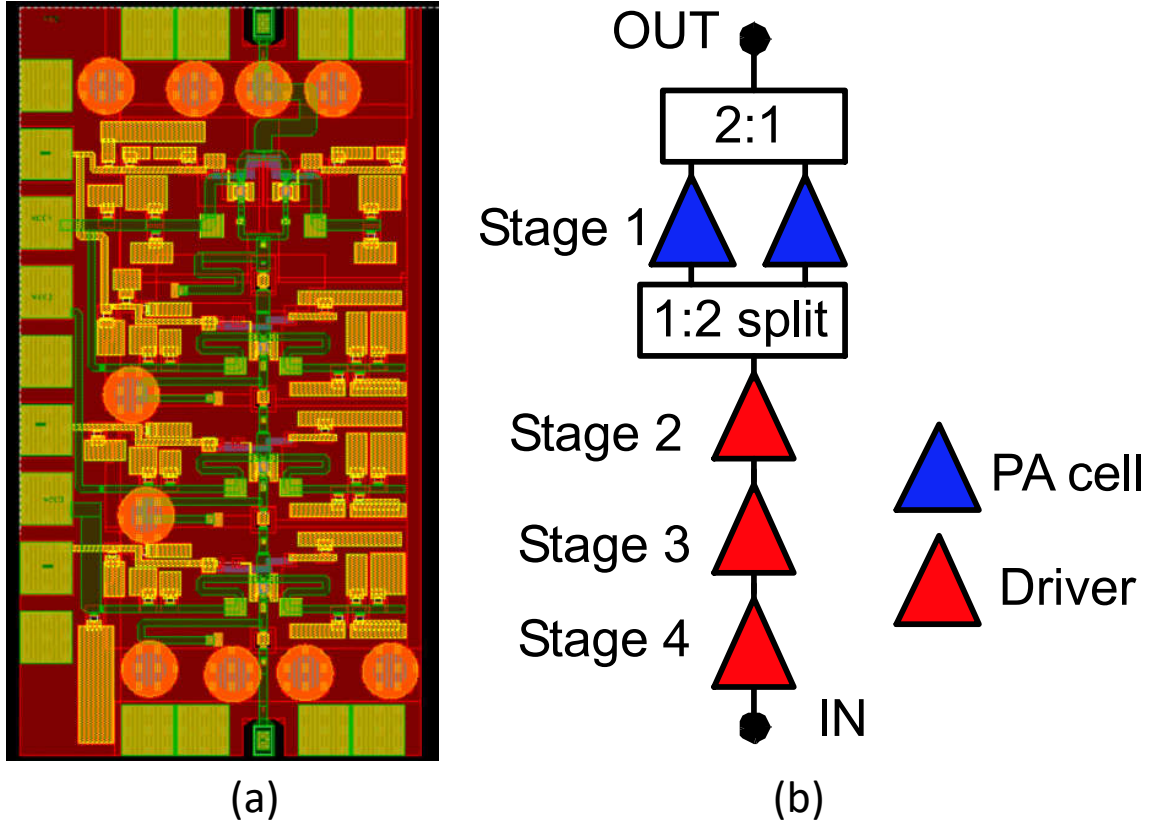 OUT
2:1
Stage 1
1:2 split
Stage 2
PA cell
Stage 3
Driver
Stage 4
IN
(a)
(b)